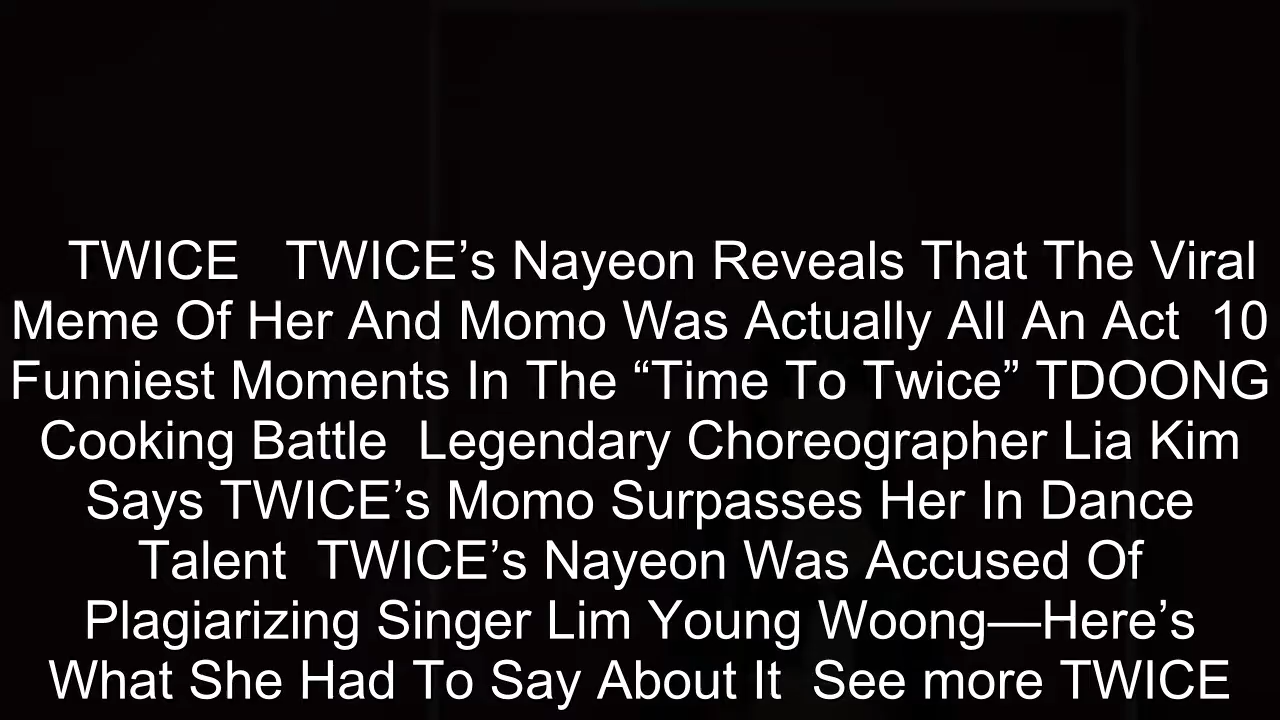 TWICE   TWICE’s Nayeon Reveals That The Viral
Meme Of Her And Momo Was Actually All An Act  10
Funniest Moments In The “Time To Twice” TDOONG
Cooking Battle  Legendary Choreographer Lia Kim
Says TWICE’s Momo Surpasses Her In Dance
Talent  TWICE’s Nayeon Was Accused Of
Plagiarizing Singer Lim Young Woong—Here’s
What She Had To Say About It  See more TWICE